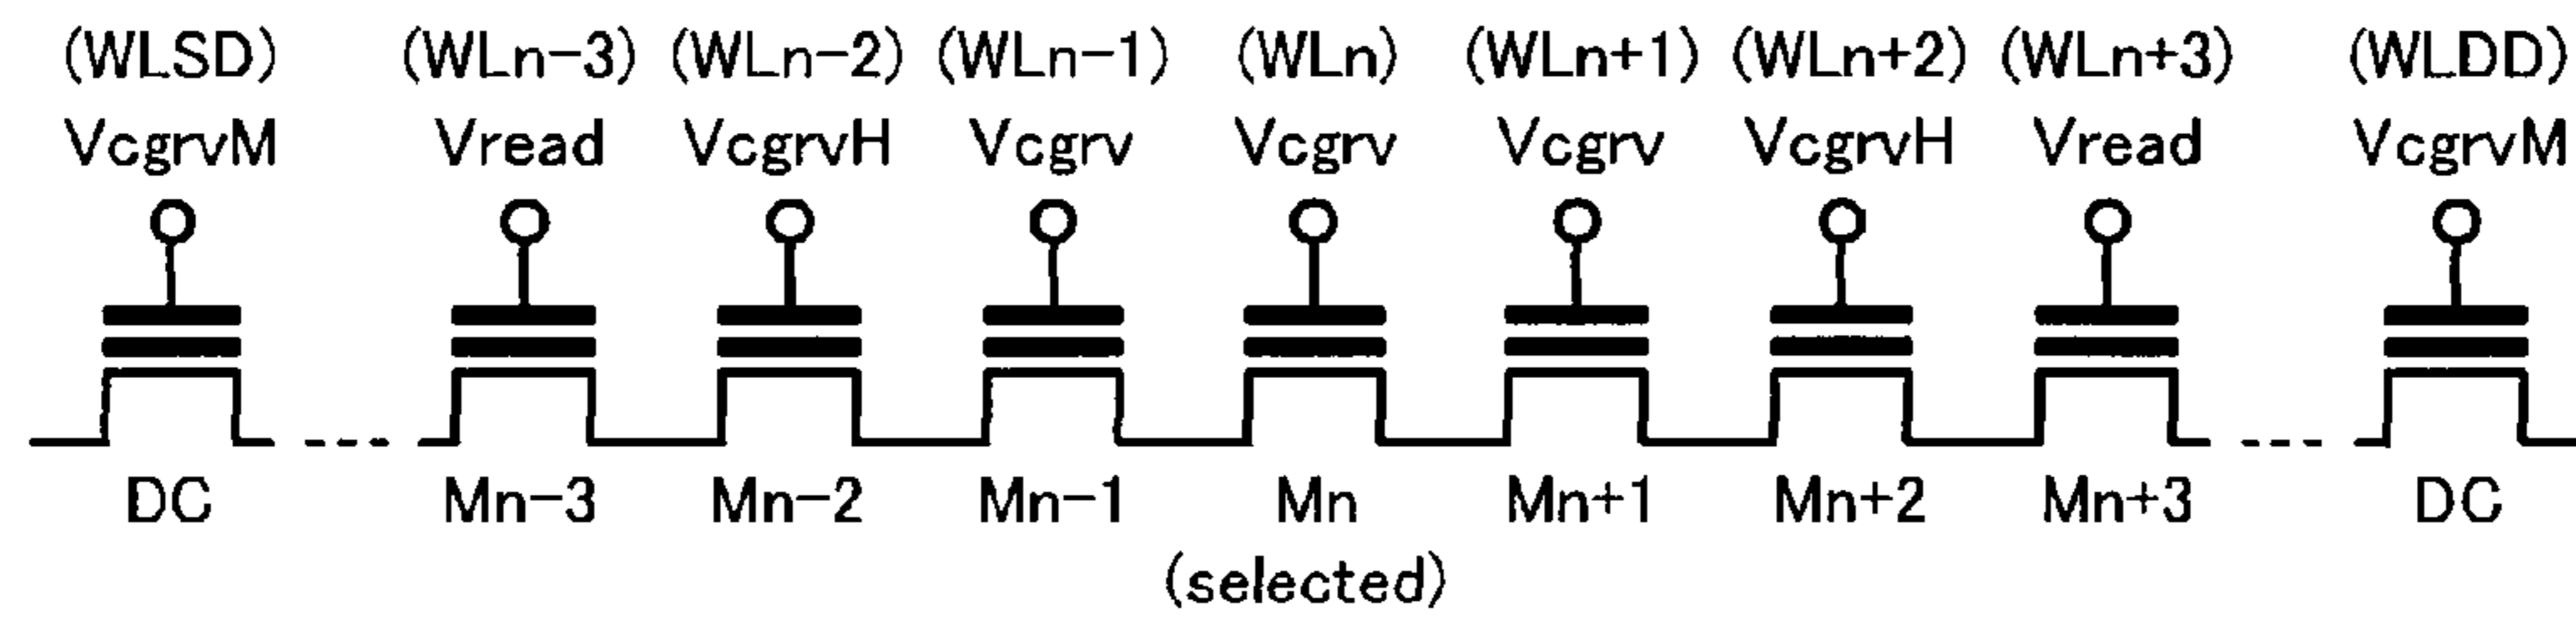 (WLSD) (WLn-3) (WLn-2) (WLn-1) (WLn) (WLn+1) (WLn+2) (WLn+3) (WLDD)
VcgrvM Vread VcgrvH Vcgrv Vcgrv Vcgrv VcgrvH Vread VcgrvM
DC Mn-3 Mn-2 Mn-1 Mn Mn+1 Mn+2 Mn+3 DC
(selected)